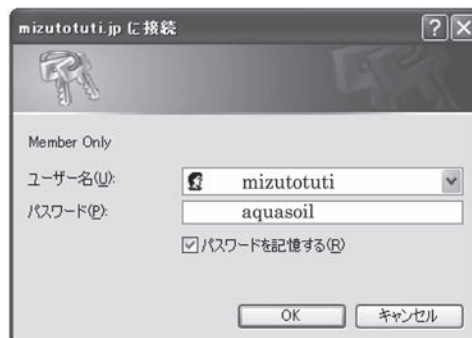 mizutotuti.jp に接続
Member Only
ユーザー名(U):
mizutotuti
パスワード(P):
aquasoil
パスワードを記憶する(R)
OK
キャンセル